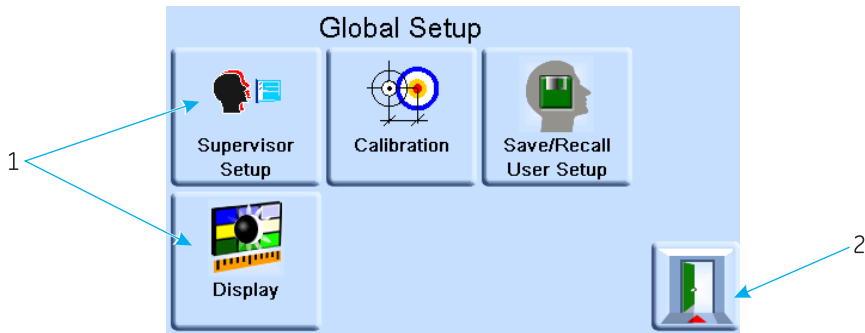 Global Setup
Supervisor
Setup
Calibration
Save/Recall
User Setup
1
Display
2